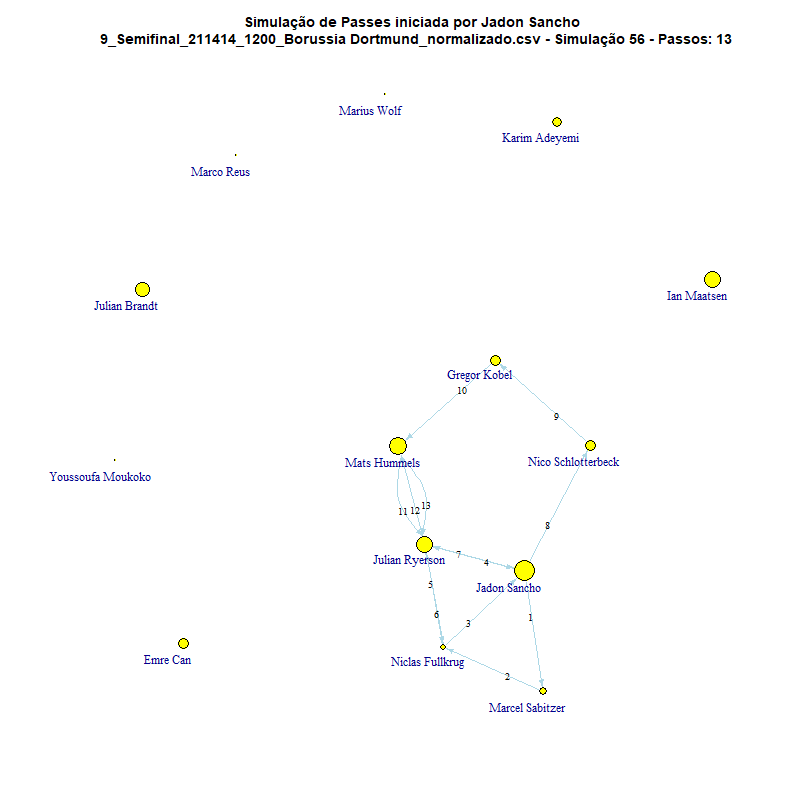 Simulação de Passes iniciada por Jadon Sancho
9_Semifinal_211414_1200_Borussia Dortmund_normalizado.csv - Simulação 56 - Passos: 13
Marius Wolf
Karim Adeyemi
Marco Reus
Julian Brandt
Ian Maatsen
Gregor Kobel
10
9
Mats Hummels
Nico Schlotterbeck
Youssoufa Moukoko
13
11
12
8
7
4
Julian Ryerson
5
Jadon Sancho
6
3
1
Emre Can
Niclas Fullkrug
2
Marcel Sabitzer